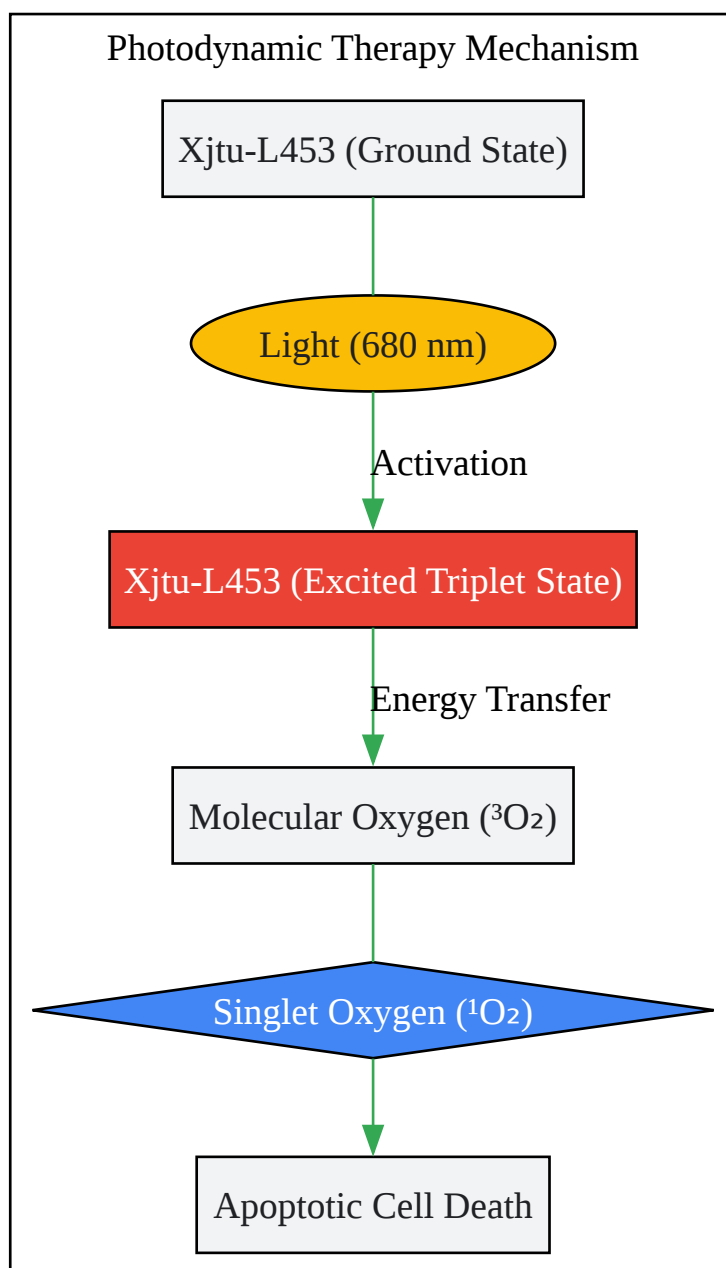 Photodynamic Therapy Mechanism
Xjtu-L453 (Ground State)
Light (680 nm)
Activation
Xjtu-L453 (Excited Triplet State)
Energy Transfer
Molecular Oxygen (³O₂)
Singlet Oxygen (¹O₂)
Apoptotic Cell Death